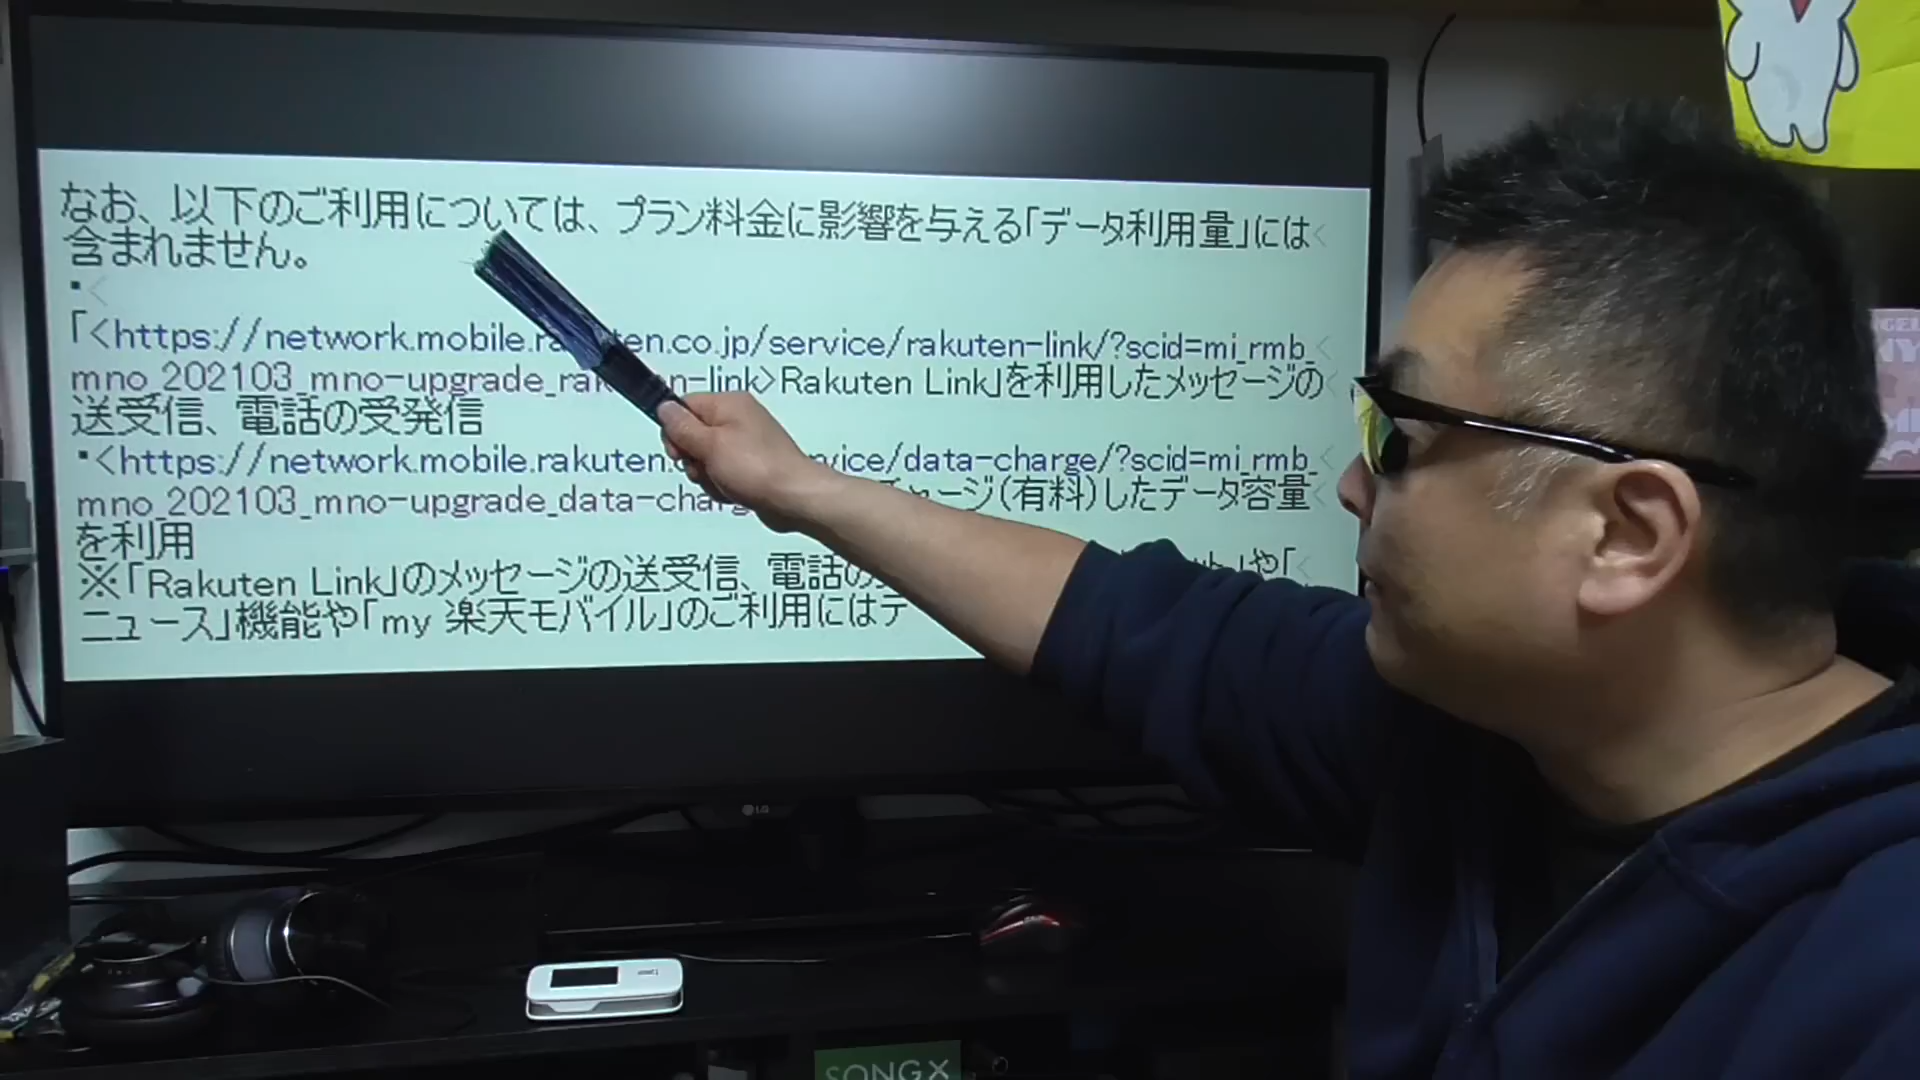 なお、以下のご利用については、プラン料金に影響を与える「データ利用量」には
含まれません。
・
「<https://network.mobile.ra ten.co.jp/service/rakuten-link/?scid=mi_rmb_
mno_202103_mno-upgrade_rak n-link>Rakuten Link」を利用したメッセージの
送受信、電話の受発信
・<https://network.mobile.rakuten. vice/data-charge/?scid=mi_rmb_
mno_202103_mno-upgrade_data-char チャージ(有料)したデータ容量
を利用
※「Rakuten Link」のメッセージの送受信、電話の や「
ニュース」機能や「my 楽天モバイル」のご利用にはデ
LG
SONGX